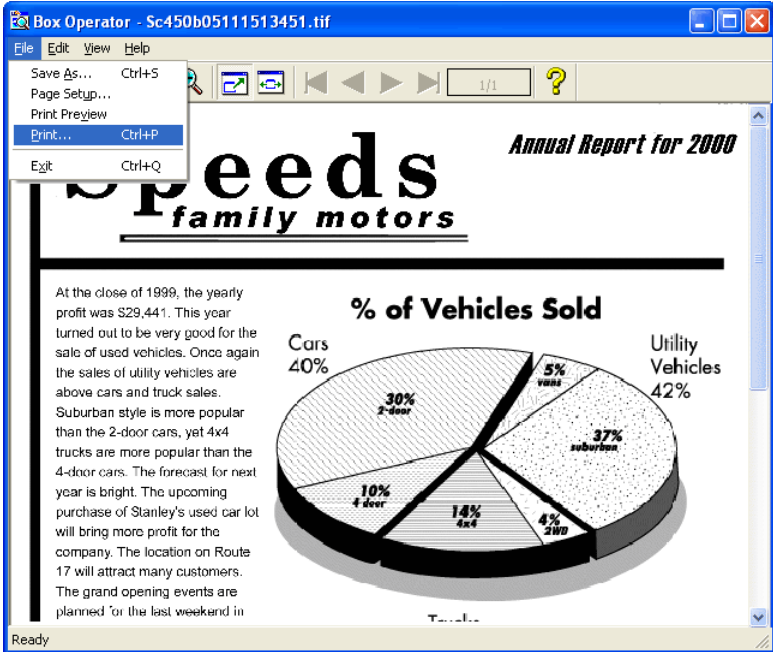 Box Operator - Sc450b05111513451.tif
File Edit View Help
Save As... Ctrl+S
Page Setup...
Print Preview
Print... Ctrl+P
Exit Ctrl+Q
1/1
Annual Report for 2000
Speeds
family motors
At the close of 1999, the yearly
profit was $29,441. This year
turned out to be very good for the
sale of used vehicles. Once again
the sales of utility vehicles are
above cars and truck sales.
Suburban style is more popular
than the 2-door cars, yet 4x4
trucks are more popular than the
4-door cars. The forecast for next
year is bright. The upcoming
purchase of Stanley's used car lot
will bring more profit for the
company. The location on Route
17 will attract many customers.
The grand opening events are
planned for the last weekend in
% of Vehicles Sold
Cars
40%
Utility
Vehicles
42%
5%
vans
30%
2-door
37%
suburban
10%
4 door
14%
4x4
4%
2WD
Trucks
Ready